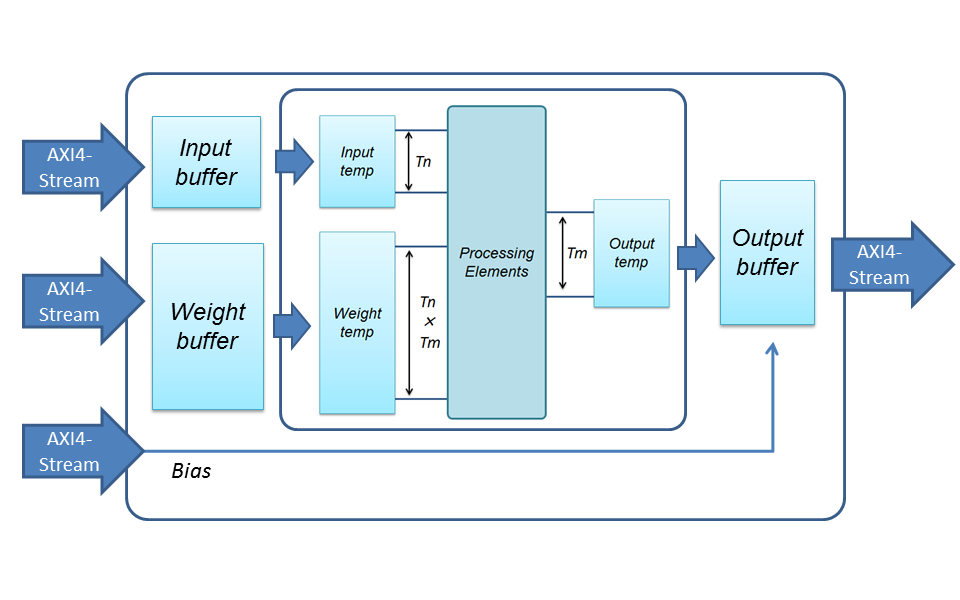 AXI4-
Stream
Input
buffer
Input
temp
Tn
AXI4-
Stream
Weight
buffer
Weight
temp
Tn
×
Tm
Processing
Elements
Tm
Output
temp
Output
buffer
AXI4-
Stream
AXI4-
Stream
Bias